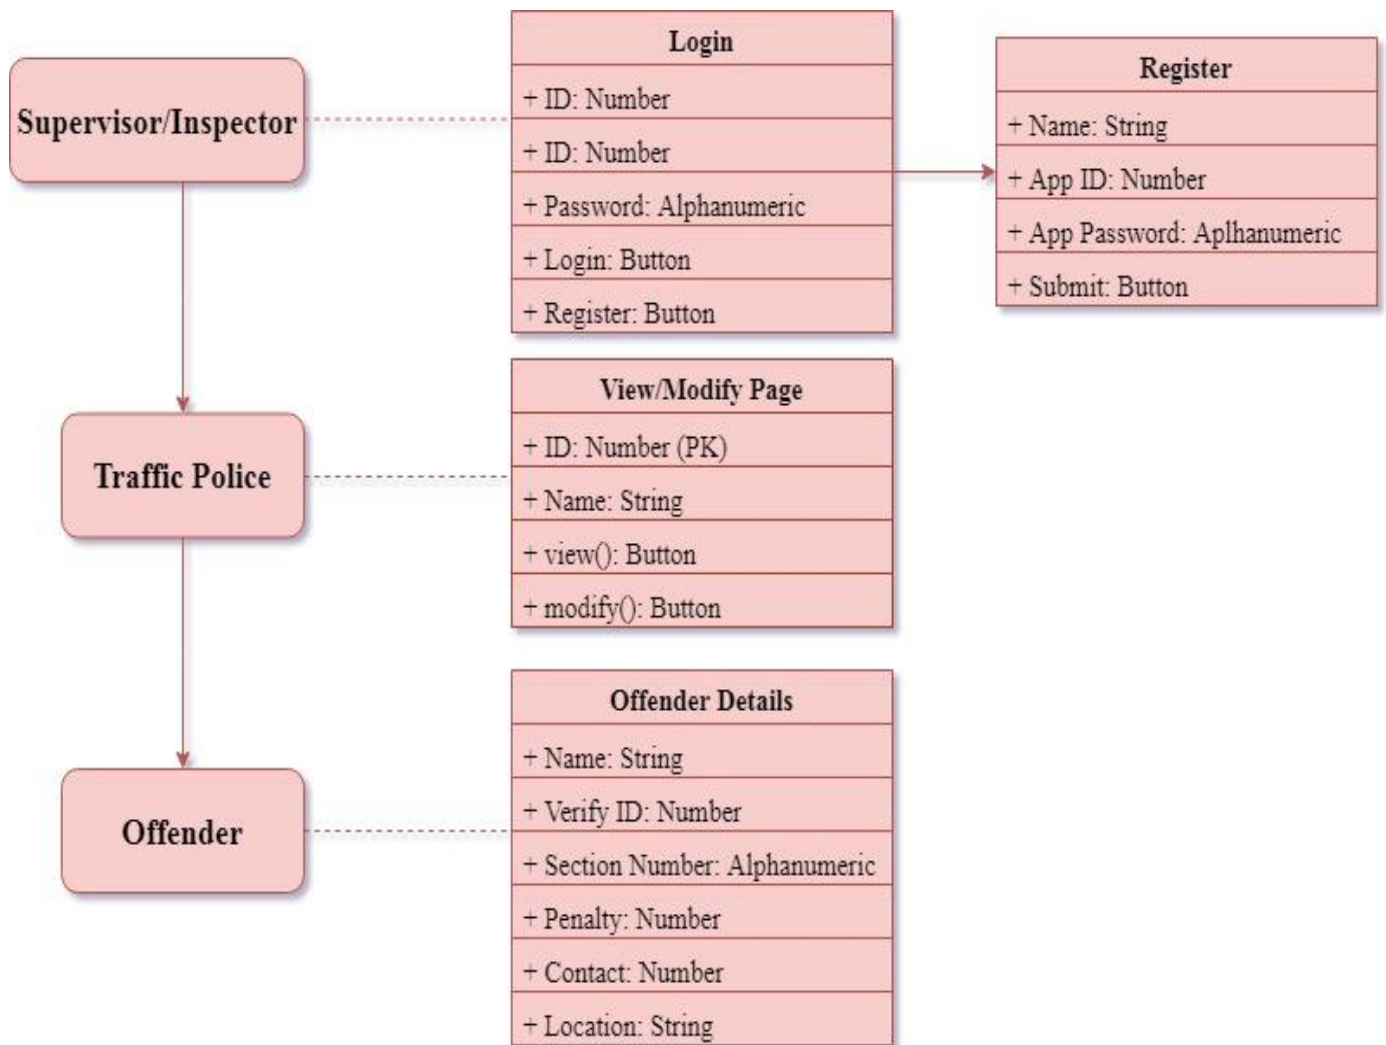 Supervisor/Inspector
Login
+ ID: Number
+ ID: Number
+ Password: Alphanumeric
+ Login: Button
+ Register: Button
Register
+ Name: String
+ App ID: Number
+ App Password: Aplhanumeric
+ Submit: Button
Traffic Police
View/Modify Page
+ ID: Number (PK)
+ Name: String
+ view(): Button
+ modify(): Button
Offender
Offender Details
+ Name: String
+ Verify ID: Number
+ Section Number: Alphanumeric
+ Penalty: Number
+ Contact: Number
+ Location: String